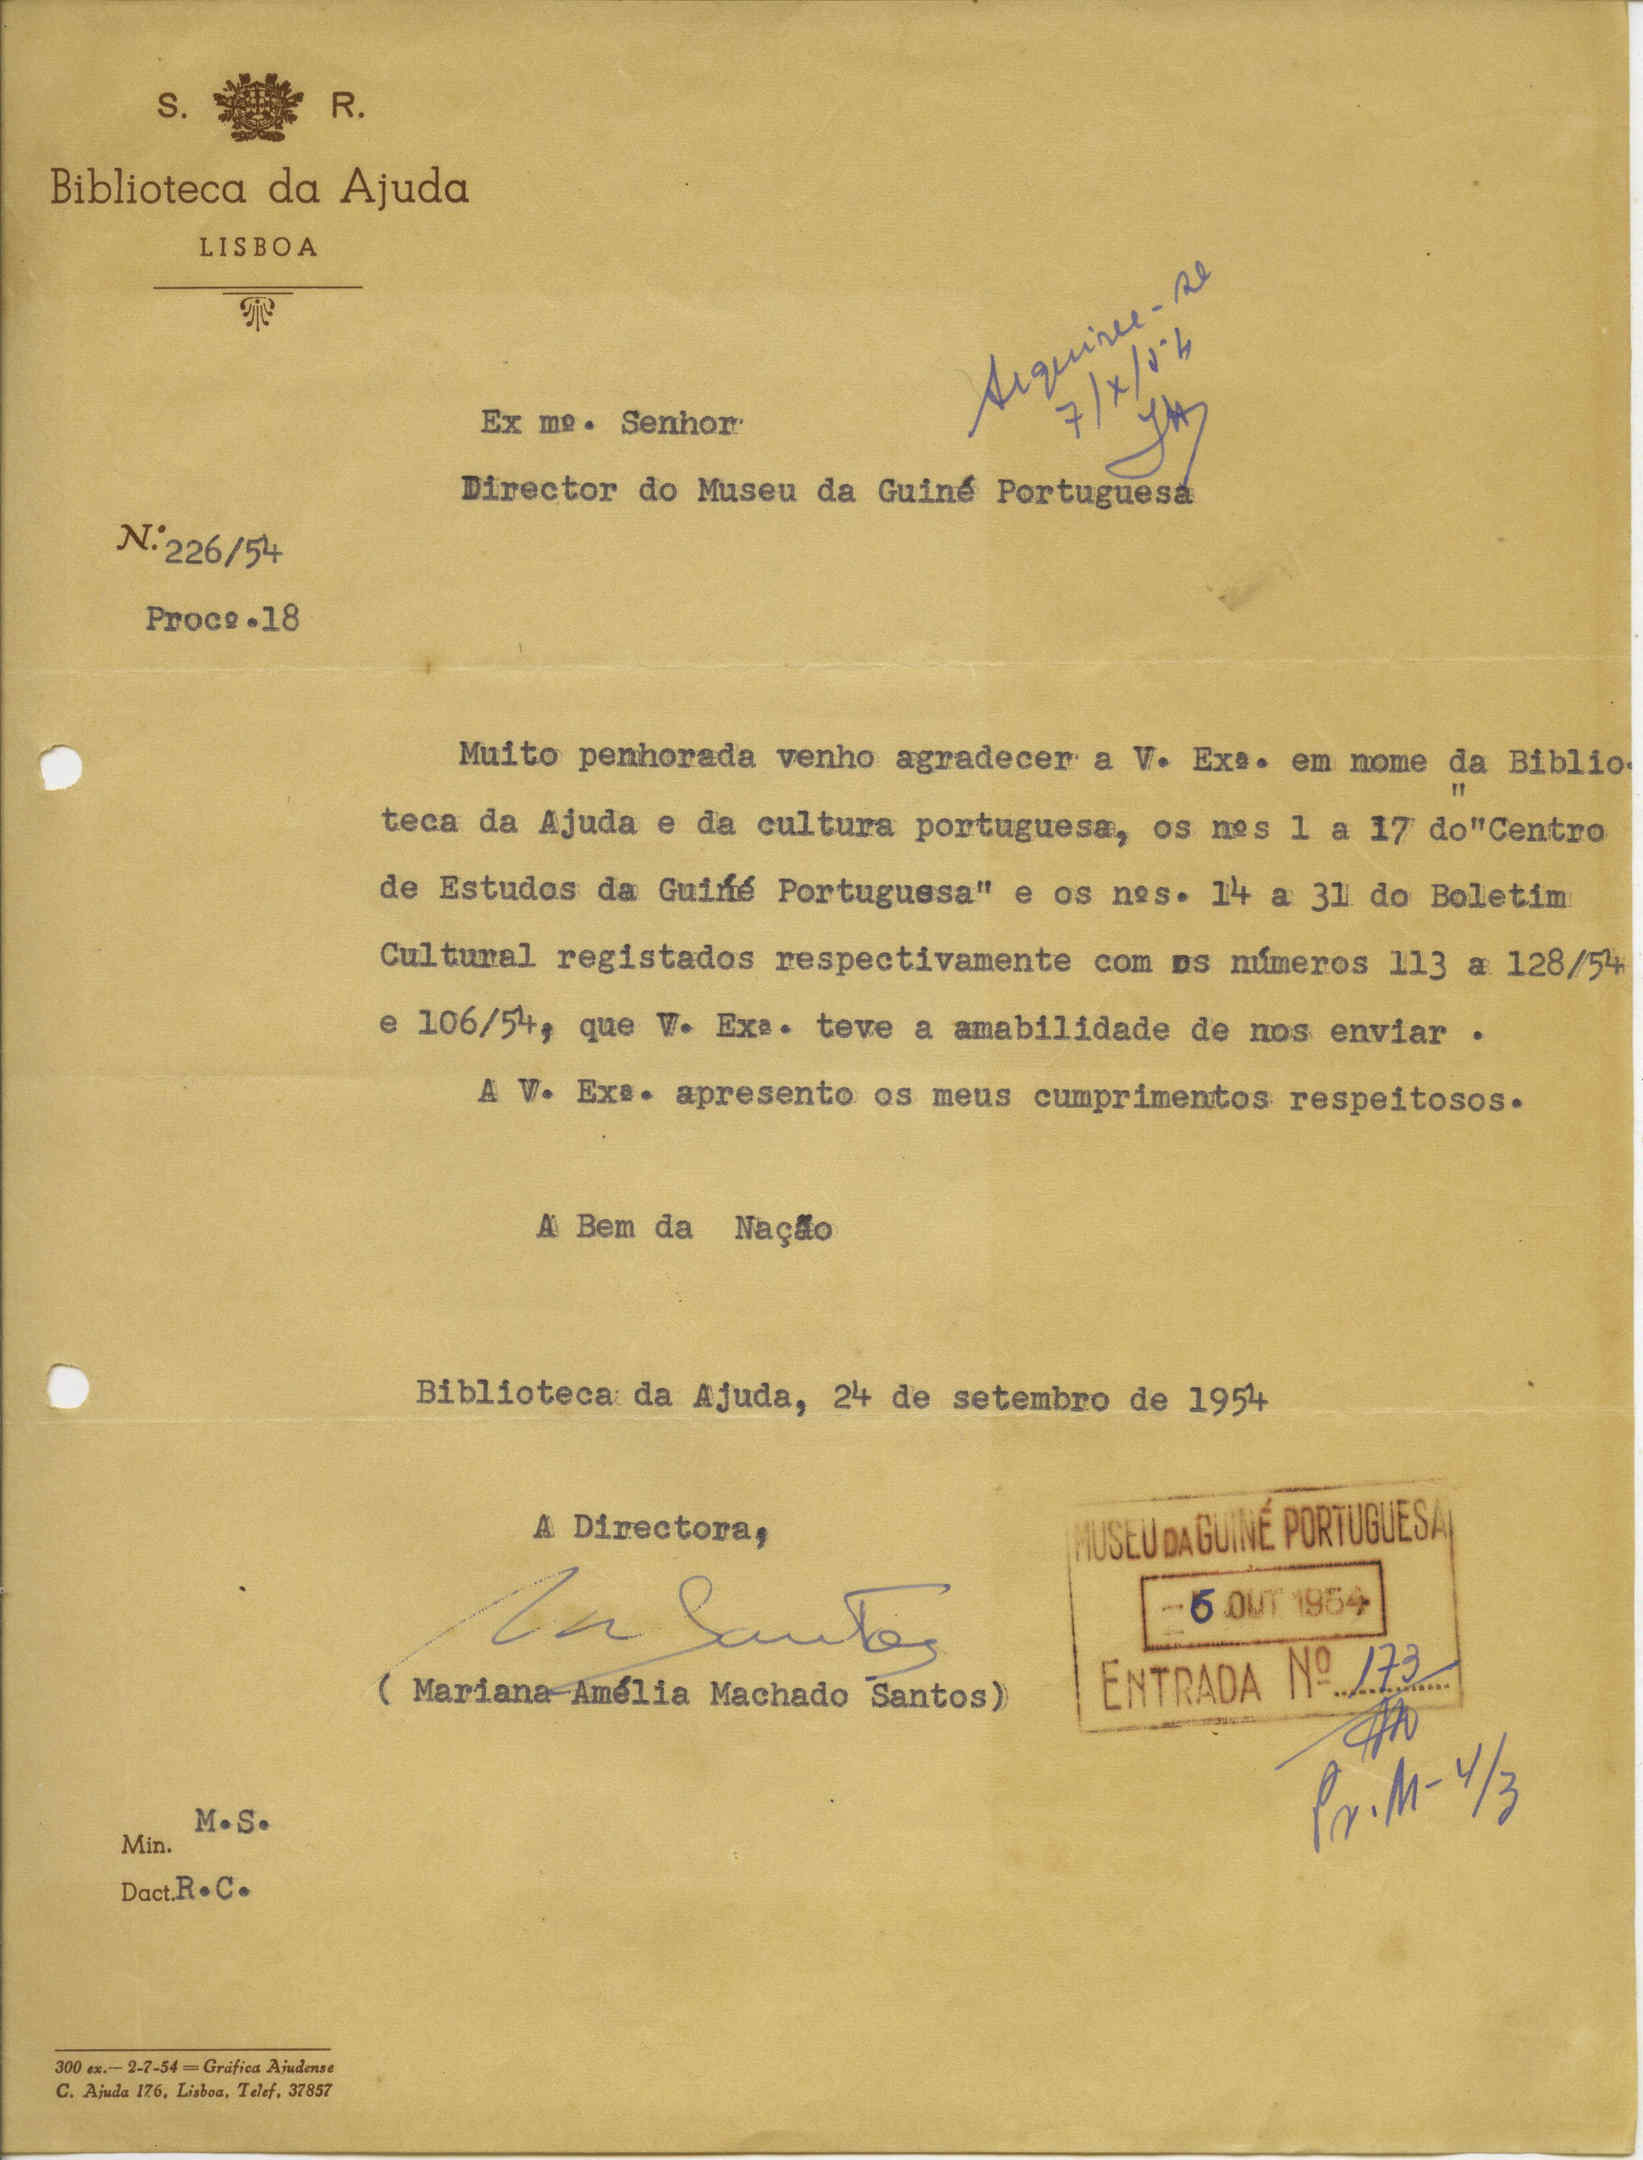 S. R.
Biblioteca da Ajuda
LISBOA
Arquive-se
7/X/54
Ex mº. Senhor
Director do Museu da Guiné Portuguesa
N.º 226/54
Procº.18
Muito penhorada venho agradecer a V. Exª. em nome da Biblio-
"
teca da Ajuda e da cultura portuguesa, os nºs 1 a 17 do"Centro
de Estudos da Guiné Portuguesa" e os nºs. 14 a 31 do Boletim
Cultural registados respectivamente com os números 113 a 128/54
e 106/54, que V. Exª. teve a amabilidade de nos enviar .
A V. Exª. apresento os meus cumprimentos respeitosos.
A Bem da Nação
Biblioteca da Ajuda, 24 de setembro de 1954
A Directora,
M Santos
( Mariana Amélia Machado Santos)
MUSEU DA GUINÉ PORTUGUESA
-5 OUT 1954
ENTRADA Nº 173
Pr. M-4/3
M.S.
Min.
Dact.R.C.
300 ex.— 2-7-54 = Gráfica Ajudense
C. Ajuda 176, Lisboa, Telef. 37857